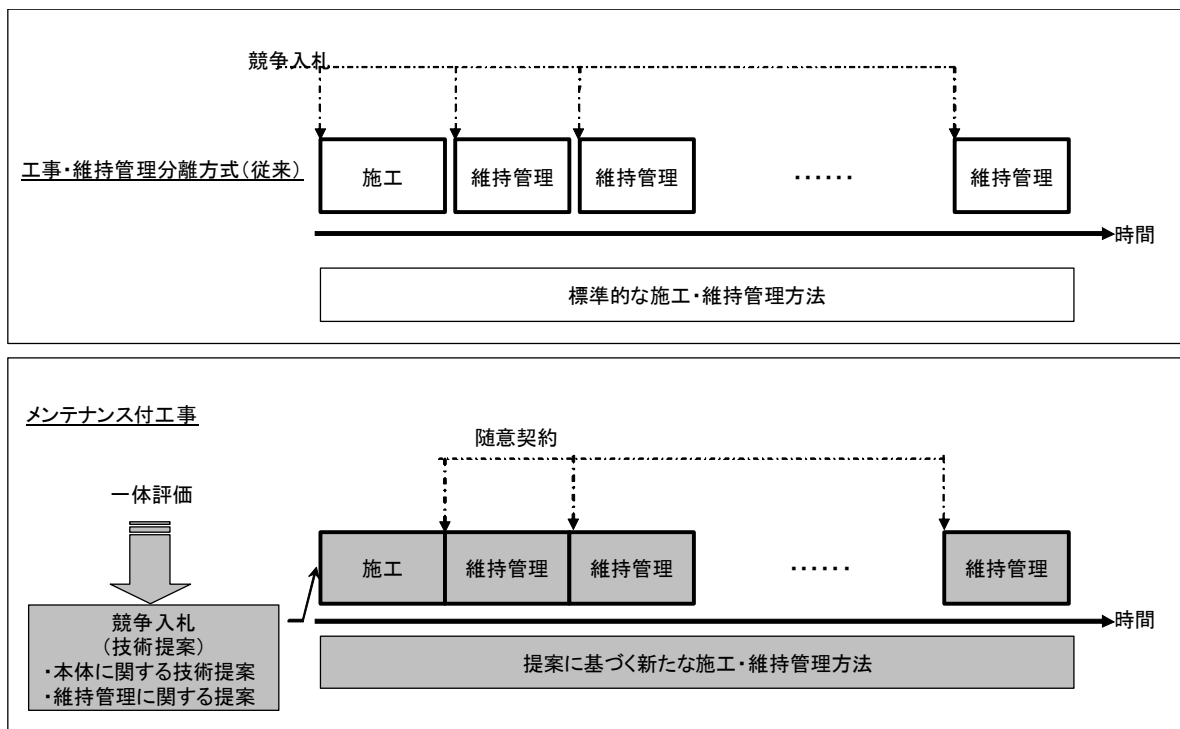 競争入札
工事・維持管理分離方式（従来）
施工
維持管理
維持管理
・・・・・・
維持管理
時間
標準的な施工・維持管理方法
メンテナンス付工事
随意契約
一体評価
施工
維持管理
維持管理
・・・・・・
維持管理
時間
競争入札
（技術提案）
・本体に関する技術提案
・維持管理に関する提案
提案に基づく新たな施工・維持管理方法